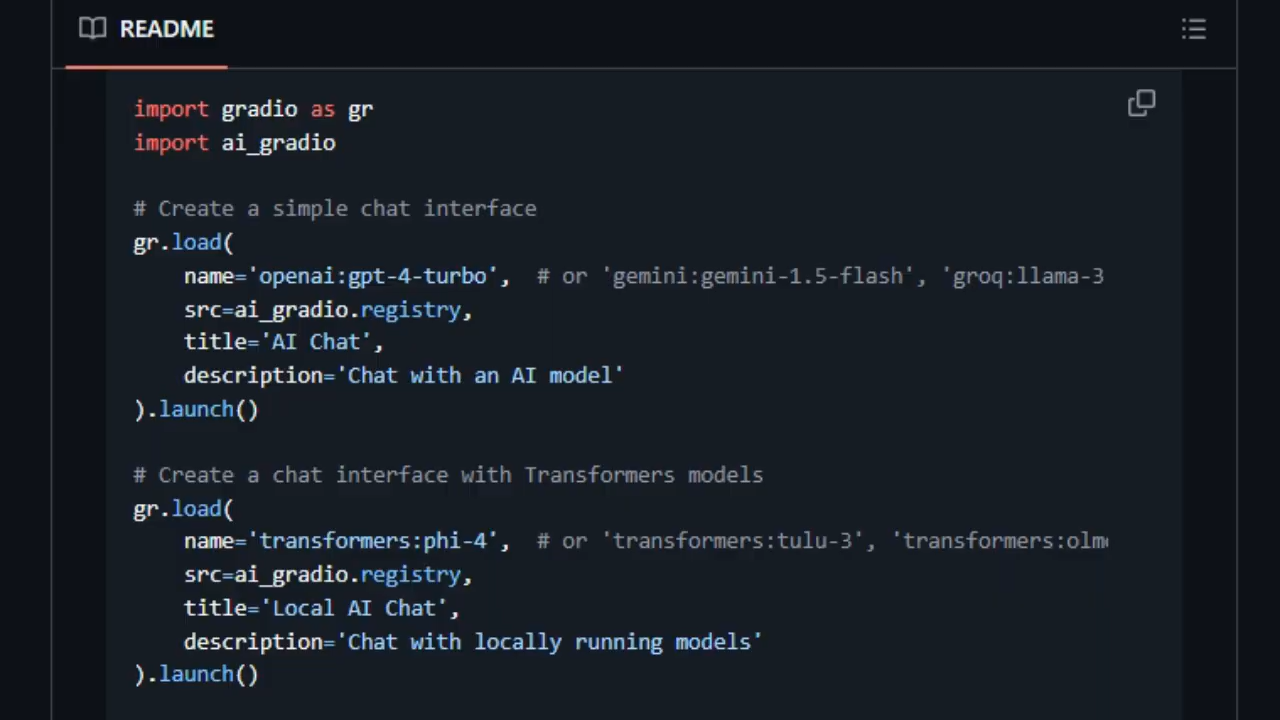 README
import gradio as gr
import ai_gradio
# Create a simple chat interface
gr.load(
name='openai:gpt-4-turbo',  # or 'gemini:gemini-1.5-flash', 'groq:llama-3
src=ai_gradio.registry,
title='AI Chat',
description='Chat with an AI model'
).launch()
# Create a chat interface with Transformers models
gr.load(
name='transformers:phi-4',  # or 'transformers:tulu-3', 'transformers:olm
src=ai_gradio.registry,
title='Local AI Chat',
description='Chat with locally running models'
).launch()